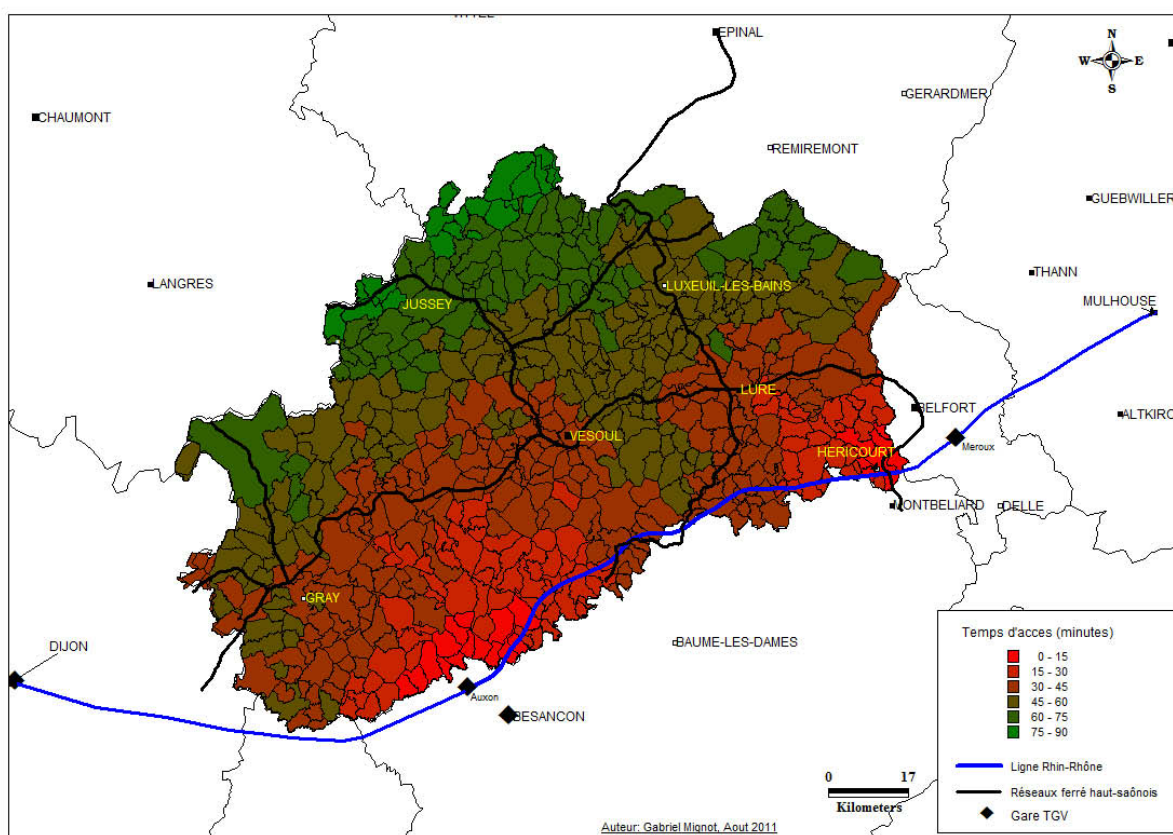 EPINAL
N
W E
S
GERARDMER
CHAUMONT
REMIREMONT
GUEBWILLER
THANN
LANGRES
LUXEUIL-LES-BAINS
JUSSEY
MULHOUSE
LURE
BELFORT
ALTKIRC
VESOUL
HERICOURT
Meroux
MONTBELIARD
DELLE
GRAY
BAUME-LES-DAMES
DIJON
Auxon
BESANCON
Temps d'acces (minutes)
0 - 15
15 - 30
30 - 45
45 - 60
60 - 75
75 - 90
Ligne Rhin-Rhône
Réseaux ferré haut-saônois
Gare TGV
0 17
Kilometers
Auteur: Gabriel Mignot, Aout 2011